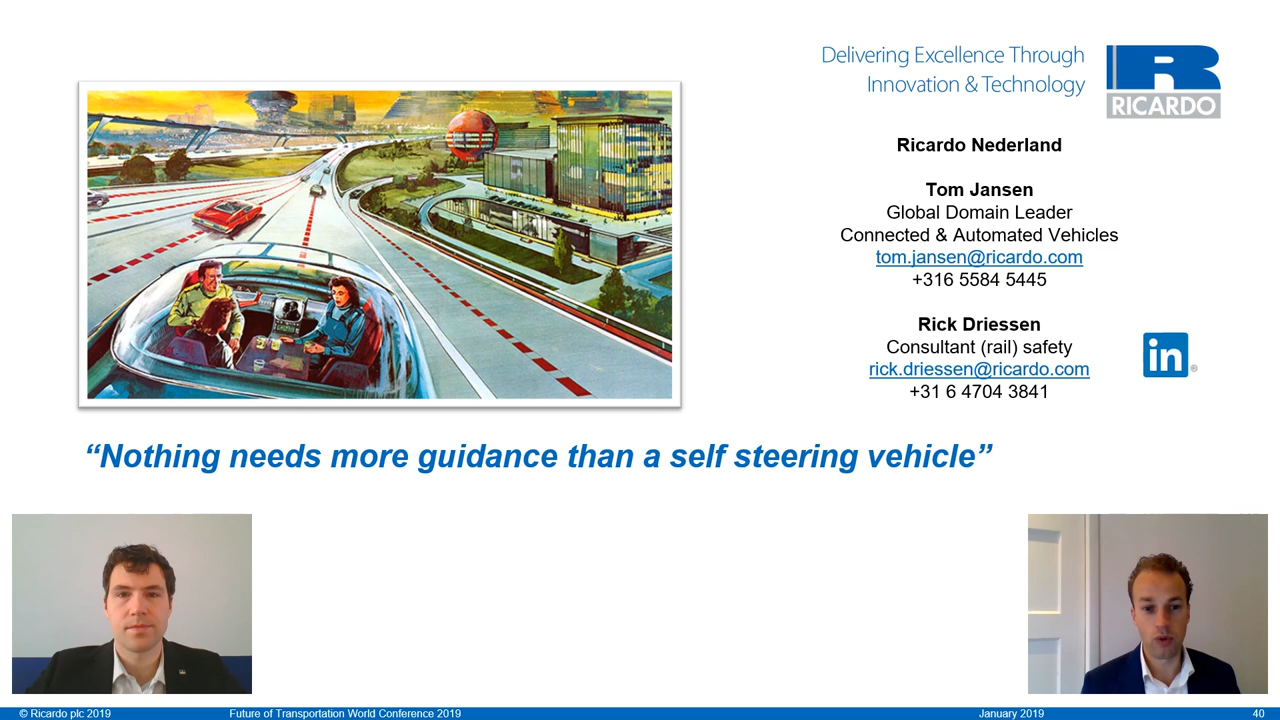 Delivering Excellence Through
Innovation & Technology
RICARDO
Ricardo Nederland
Tom Jansen
Global Domain Leader
Connected & Automated Vehicles
tom.jansen@ricardo.com
+316 5584 5445
Rick Driessen
Consultant (rail) safety
rick.driessen@ricardo.com
+31 6 4704 3841
in®
“Nothing needs more guidance than a self steering vehicle”
© Ricardo plc 2019 Future of Transportation World Conference 2019 January 2019 40